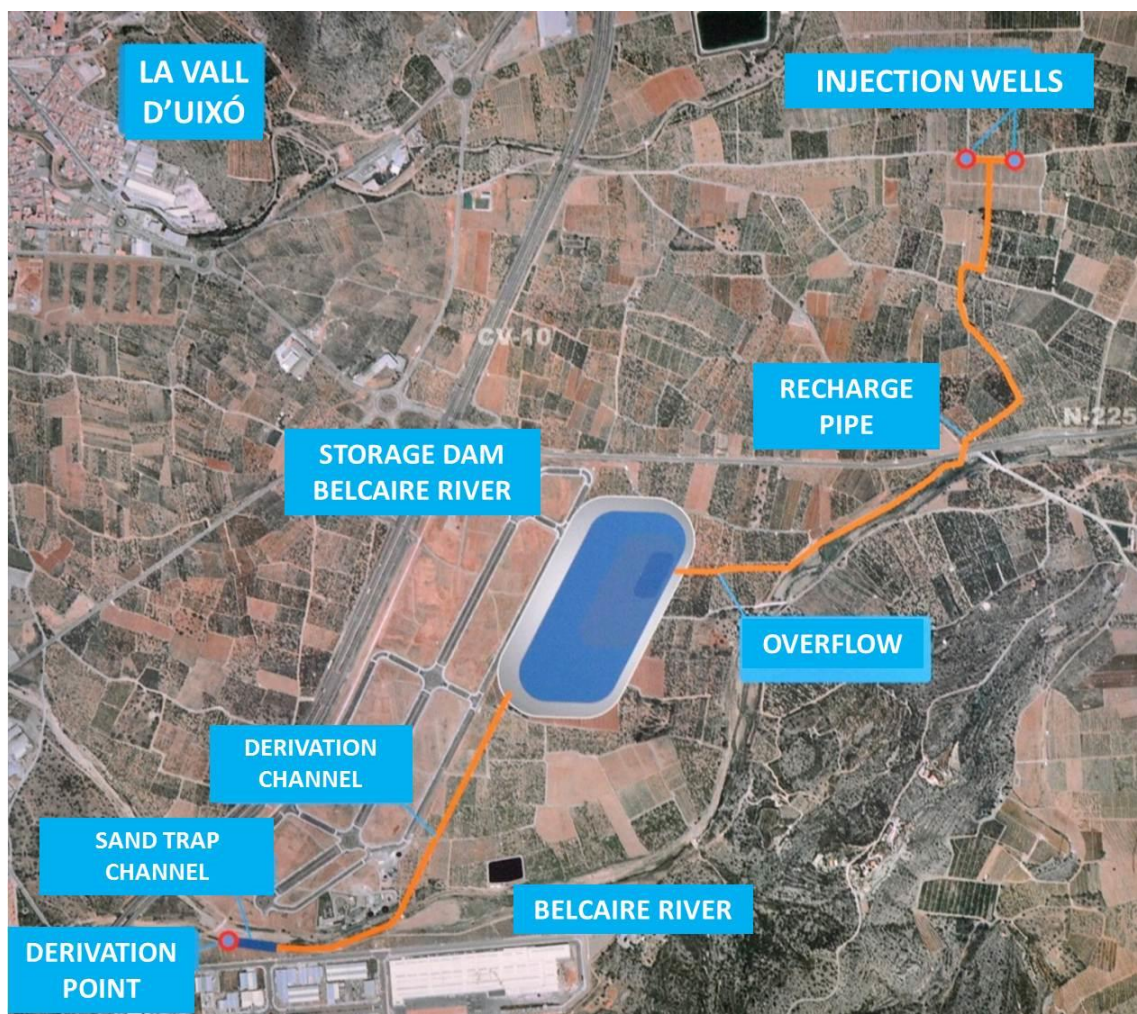 LA VALL
D'UIXÓ
INJECTION WELLS
CV-10
RECHARGE
PIPE
N-225
STORAGE DAM
BELCAIRE RIVER
OVERFLOW
DERIVATION
CHANNEL
SAND TRAP
CHANNEL
BELCAIRE RIVER
DERIVATION
POINT